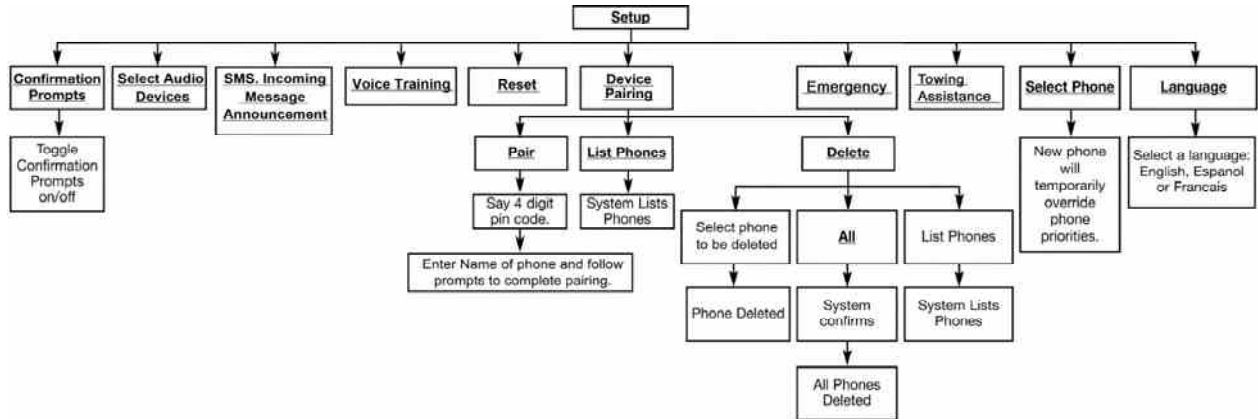 Setup
Confirmation
Prompts
Select Audio
Devices
SMS. Incoming
Message
Announcement
Voice Training
Reset
Device
Pairing
Emergency
Towing
Assistance
Select Phone
Language
Toggle
Confirmation
Prompts
on/off
Pair
List Phones
Delete
New phone
will
temporarily
override
phone
priorities.
Select a language:
English, Espanol
or Francais
Say 4 digit
pin code.
System Lists
Phones
Select phone
to be deleted
All
List Phones
Enter Name of phone and follow
prompts to complete pairing.
Phone Deleted
System
confirms
System Lists
Phones
All Phones
Deleted